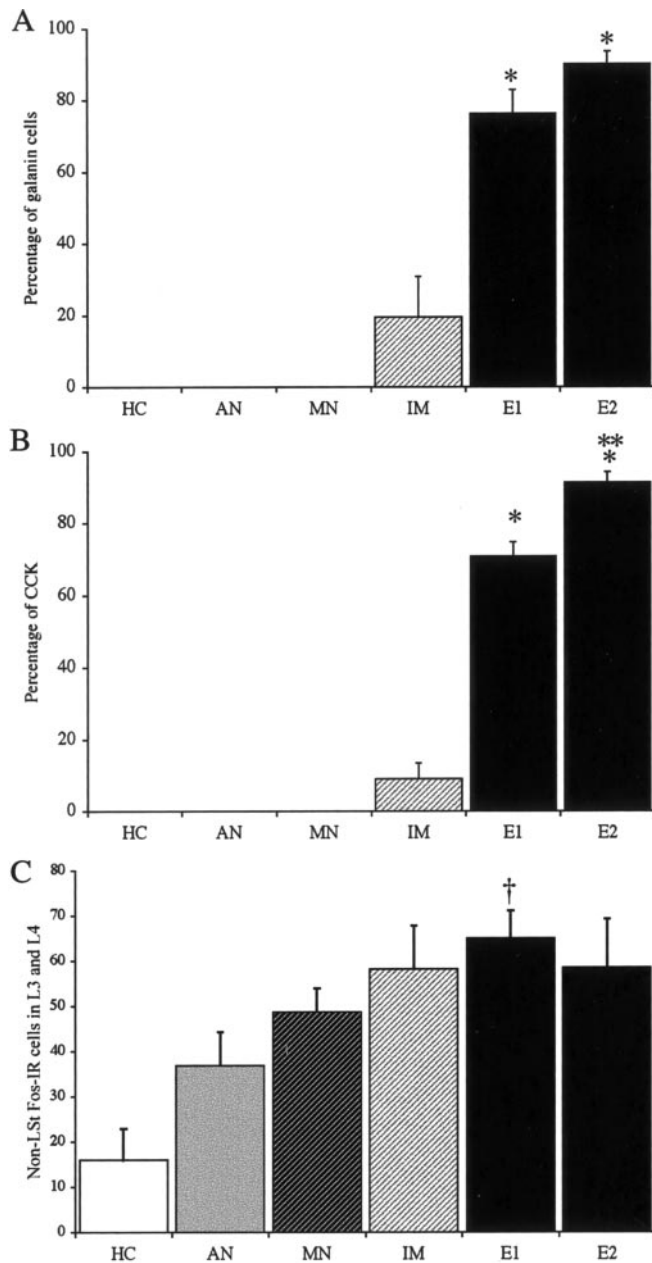 A
Percentage of galanin cells
100
80
60
40
20
0
* *
HC AN MN IM E1 E2
B
Percentage of CCK
100
80
60
40
20
0
* **
*
HC AN MN IM E1 E2
C
Non-LSt Fos-IR cells in L3 and L4
80
70
60
50
40
30
20
10
0
†
HC AN MN IM E1 E2